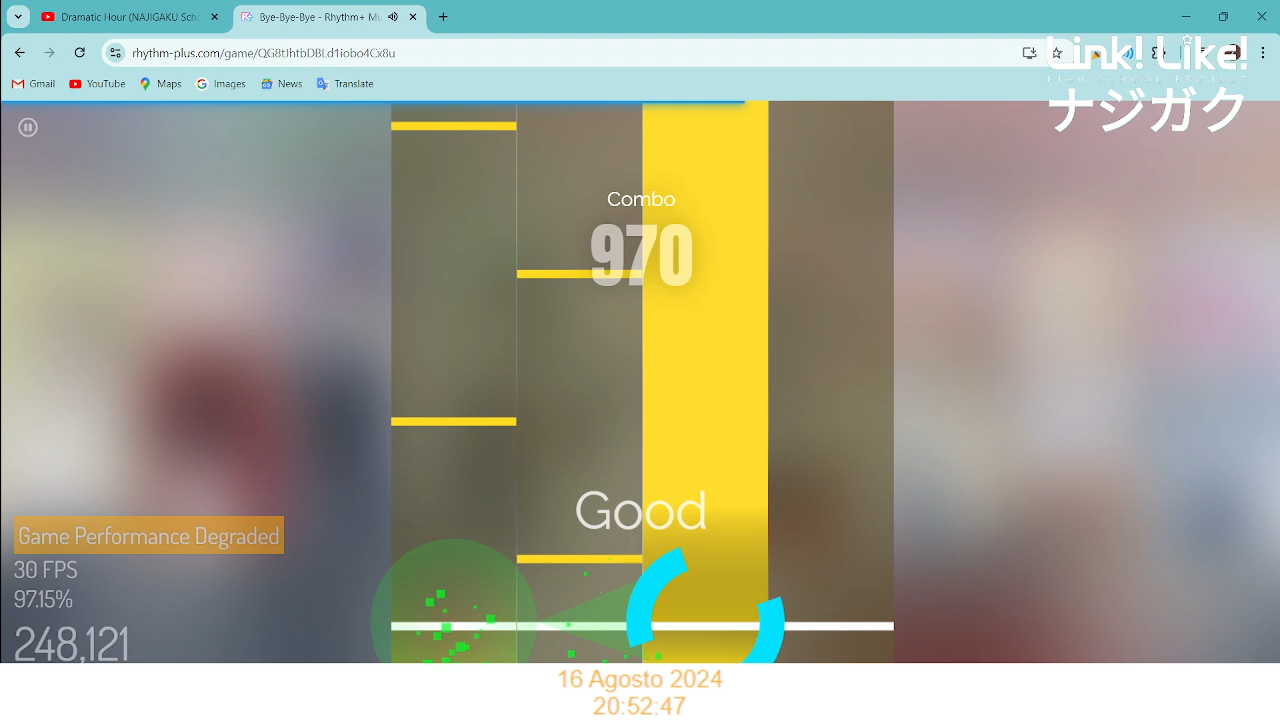 Dramatic Hour (NAJIGAKU Sch
Bye-Bye-Bye - Rhythm+ Mu
rhythm-plus.com/game/QG8tJhtbDBLd1iobo4Cx8u
Gmail
YouTube
Maps
Images
News
Translate
Link! Like!
ナジガク
Combo
970
Good
Game Performance Degraded
30 FPS
97.15%
248,121
16 Agosto 2024
20:52:47